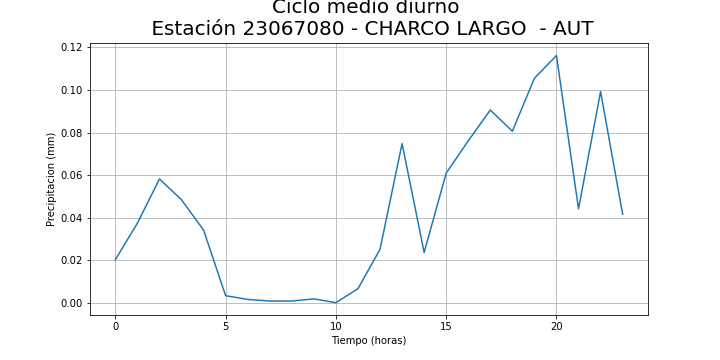 Ciclo medio diurno
Estación 23067080 - CHARCO LARGO  - AUT
0.12
0.10
0.08
0.06
0.04
0.02
0.00
Precipitacion (mm)
0 5 10 15 20
Tiempo (horas)